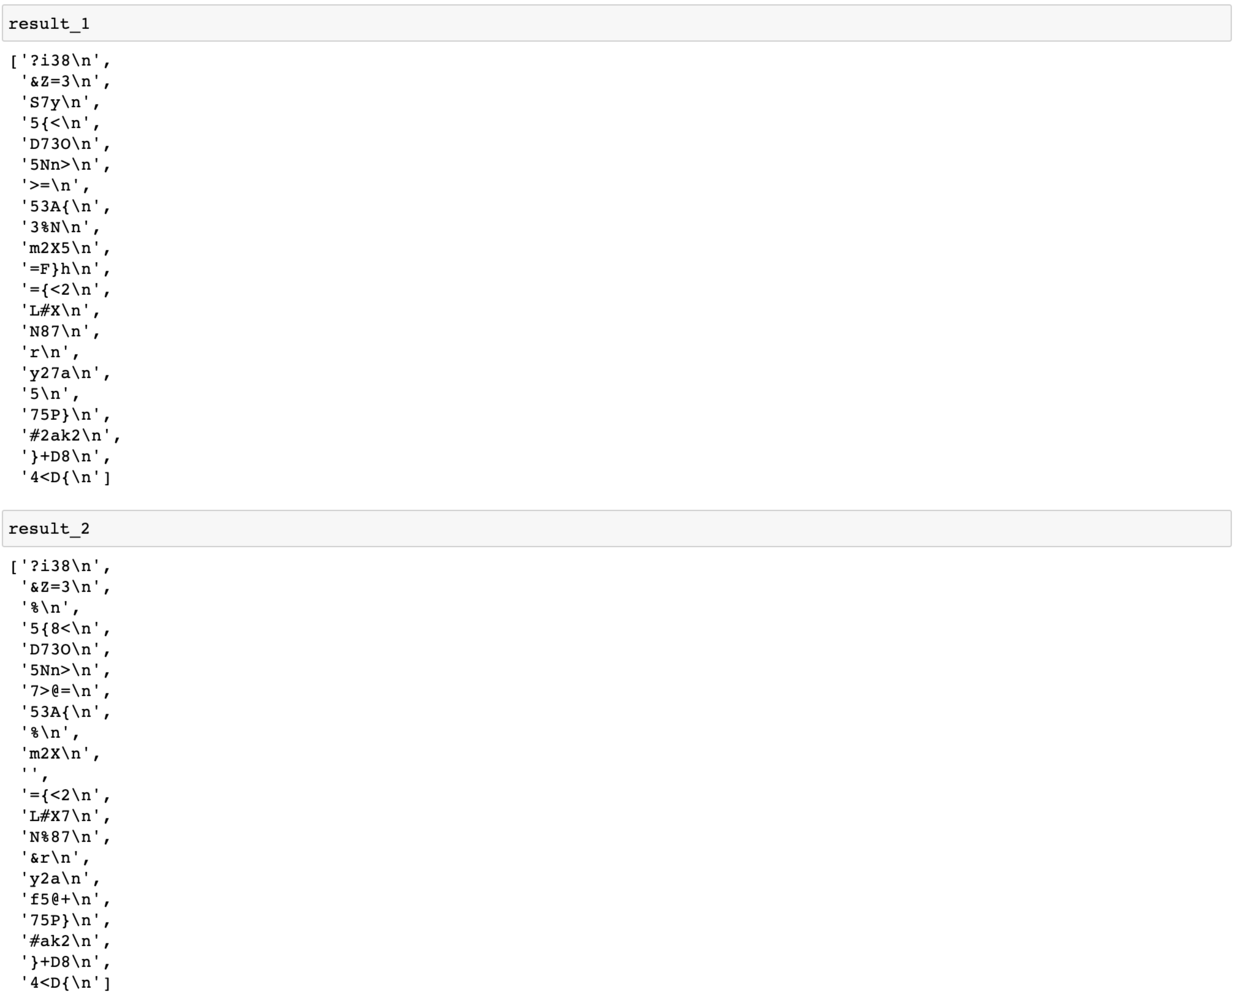 result_1
['?i38\n',
'&Z=3\n',
'S7y\n',
'5{<\n',
'D73O\n',
'5Nn>\n',
'>=\n',
'53A{\n',
'3%N\n',
'm2X5\n',
'=F}h\n',
'={<2\n',
'L#X\n',
'N87\n',
'r\n',
'y27a\n',
'5\n',
'75P}\n',
'#2ak2\n',
'}+D8\n',
'4<D{\n']
result_2
['?i38\n',
'&Z=3\n',
'%\n',
'5{8<\n',
'D73O\n',
'5Nn>\n',
'7>@=\n',
'53A{\n',
'%\n',
'm2X\n',
'',
'={<2\n',
'L#X7\n',
'N%87\n',
'&r\n',
'y2a\n',
'f5@+\n',
'75P}\n',
'#ak2\n',
'}+D8\n',
'4<D{\n']